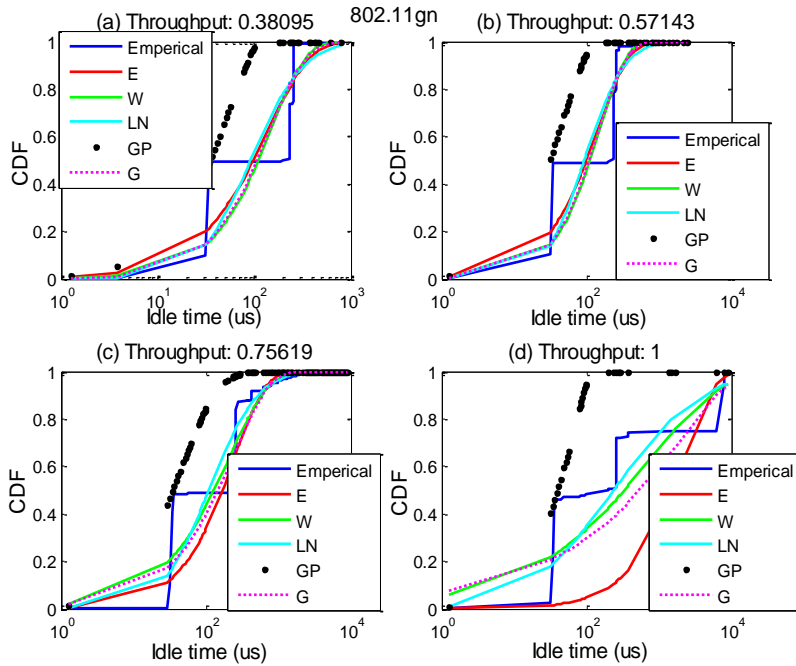 802.11gn
(a) Throughput: 0.38095
CDF
1
0.8
0.6
0.4
0.2
0
10^0
10^1
10^2
10^3
Idle time (us)
Emperical
E
W
LN
GP
G
(b) Throughput: 0.57143
CDF
1
0.8
0.6
0.4
0.2
0
10^0
10^2
10^4
Idle time (us)
Emperical
E
W
LN
GP
G
(c) Throughput: 0.75619
CDF
1
0.8
0.6
0.4
0.2
0
10^0
10^2
10^4
Idle time (us)
Emperical
E
W
LN
GP
G
(d) Throughput: 1
CDF
1
0.8
0.6
0.4
0.2
0
10^0
10^2
10^4
Idle time (us)
Emperical
E
W
LN
GP
G